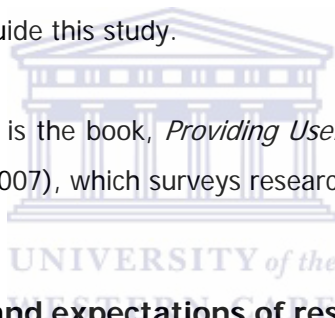 uide this study.
is the book, Providing Use
007), which surveys researc
UNIVERSITY of the
and expectations of res